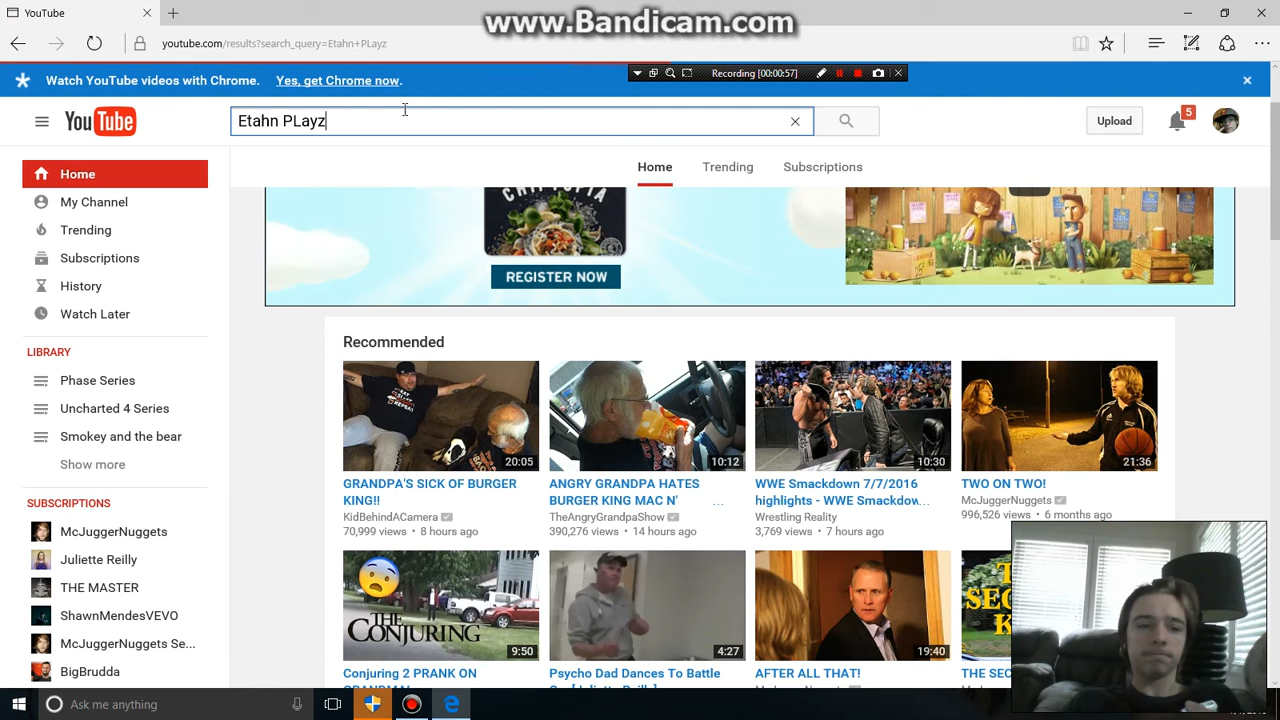 YouTube
www.Bandicam.com
youtube.com/results?search_query=Etahn+PLayz
Watch YouTube videos with Chrome. Yes, get Chrome now.
Recording [00:00:57]
YouTube
Etahn PLayz
Upload
5
Home Trending Subscriptions
Home
My Channel
Trending
Subscriptions
History
Watch Later
LIBRARY
Phase Series
Uncharted 4 Series
Smokey and the bear
Show more
SUBSCRIPTIONS
McJuggerNuggets
Juliette Reilly
THE MASTER
ShawnMendesVEVO
McJuggerNuggets Se...
BigBrudda
REGISTER NOW
Recommended
20:05
GRANDPA'S SICK OF BURGER
KING!!
KidBehindACamera
70,999 views • 8 hours ago
10:12
ANGRY GRANDPA HATES
BURGER KING MAC N' ...
TheAngryGrandpaShow
390,276 views • 14 hours ago
10:30
WWE Smackdown 7/7/2016
highlights - WWE Smackdow...
Wrestling Reality
3,769 views • 7 hours ago
21:36
TWO ON TWO!
McJuggerNuggets
996,526 views • 6 months ago
THE
CONJURING
9:50
Conjuring 2 PRANK ON
4:27
Psycho Dad Dances To Battle
19:40
AFTER ALL THAT!
THE SEC
Ask me anything